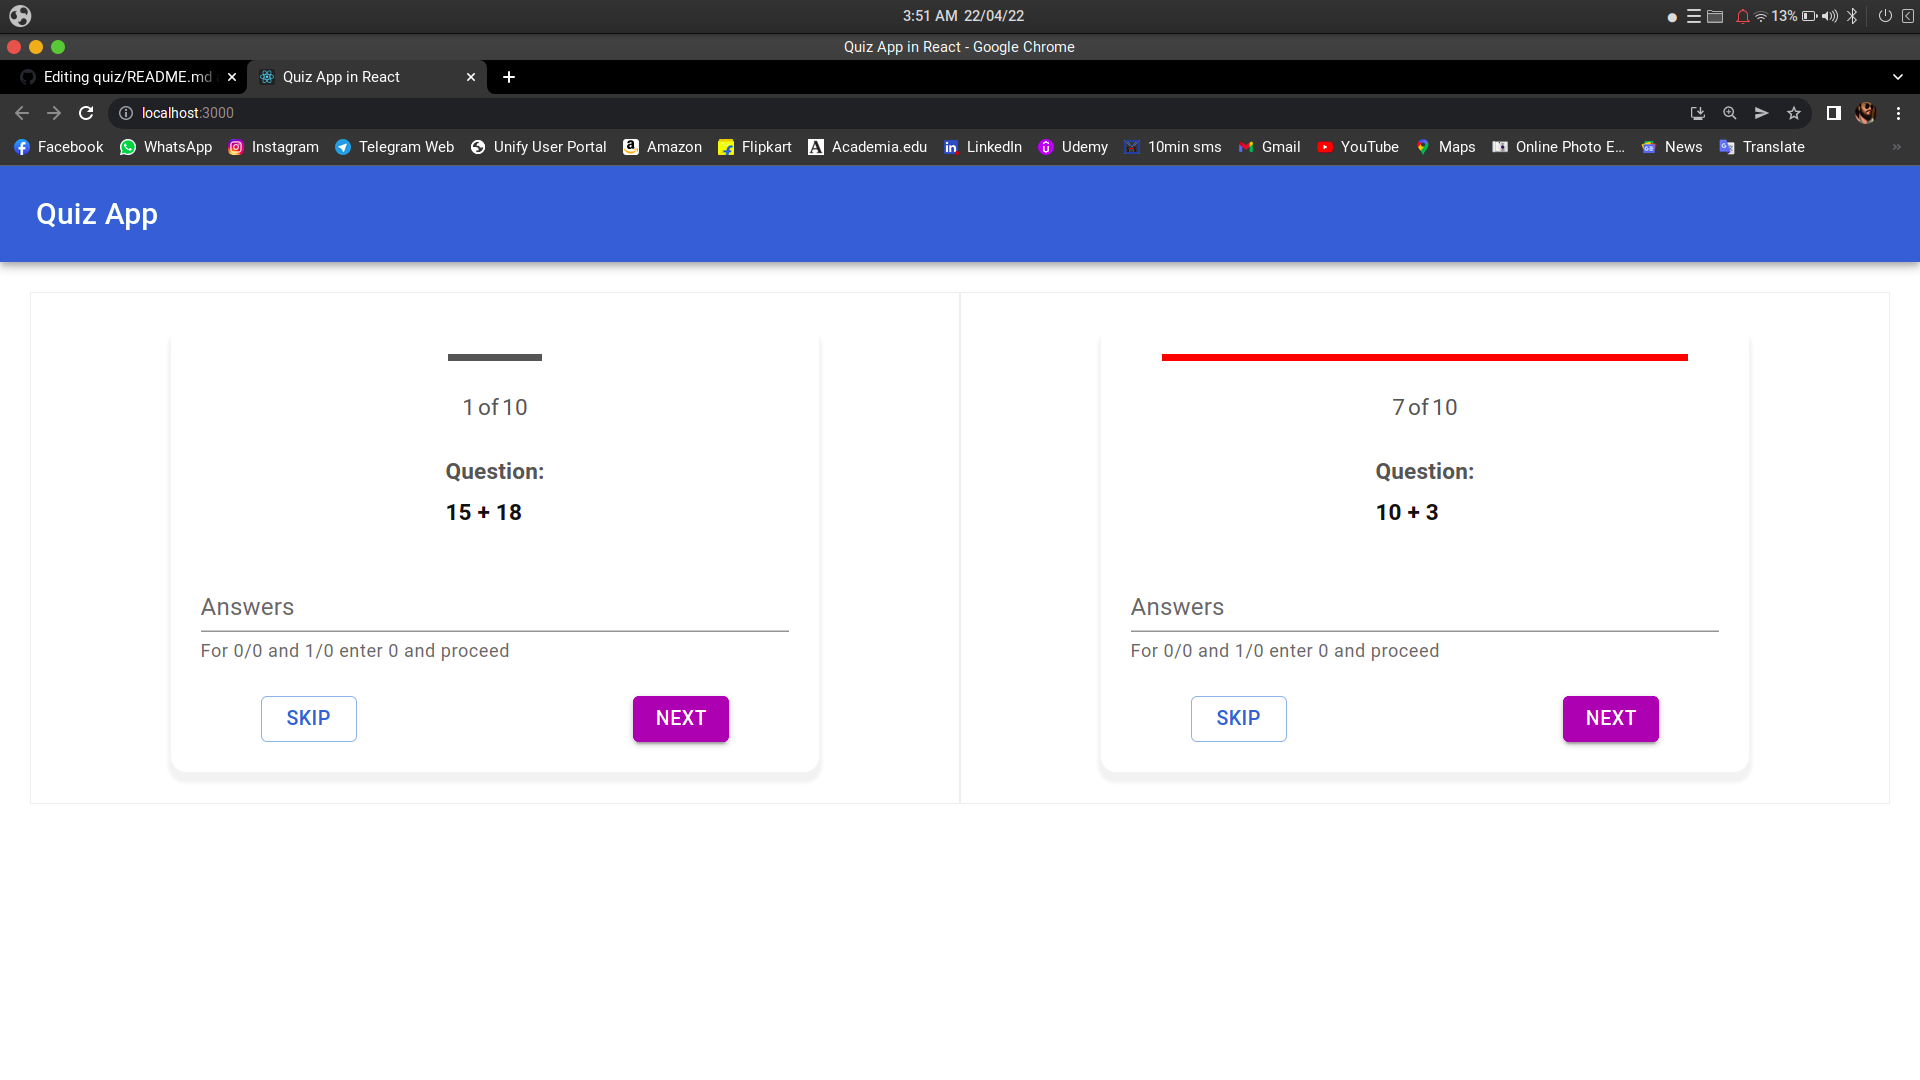 3:51 AM 22/04/22
13%
Quiz App in React - Google Chrome
Editing quiz/README.md
Quiz App in React
localhost:3000
Facebook WhatsApp Instagram Telegram Web Unify User Portal Amazon Flipkart Academia.edu LinkedIn Udemy 10min sms Gmail YouTube Maps Online Photo E... News Translate
Quiz App
1 of 10
Question:
15 + 18
Answers
For 0/0 and 1/0 enter 0 and proceed
SKIP
NEXT
7 of 10
Question:
10 + 3
Answers
For 0/0 and 1/0 enter 0 and proceed
SKIP
NEXT